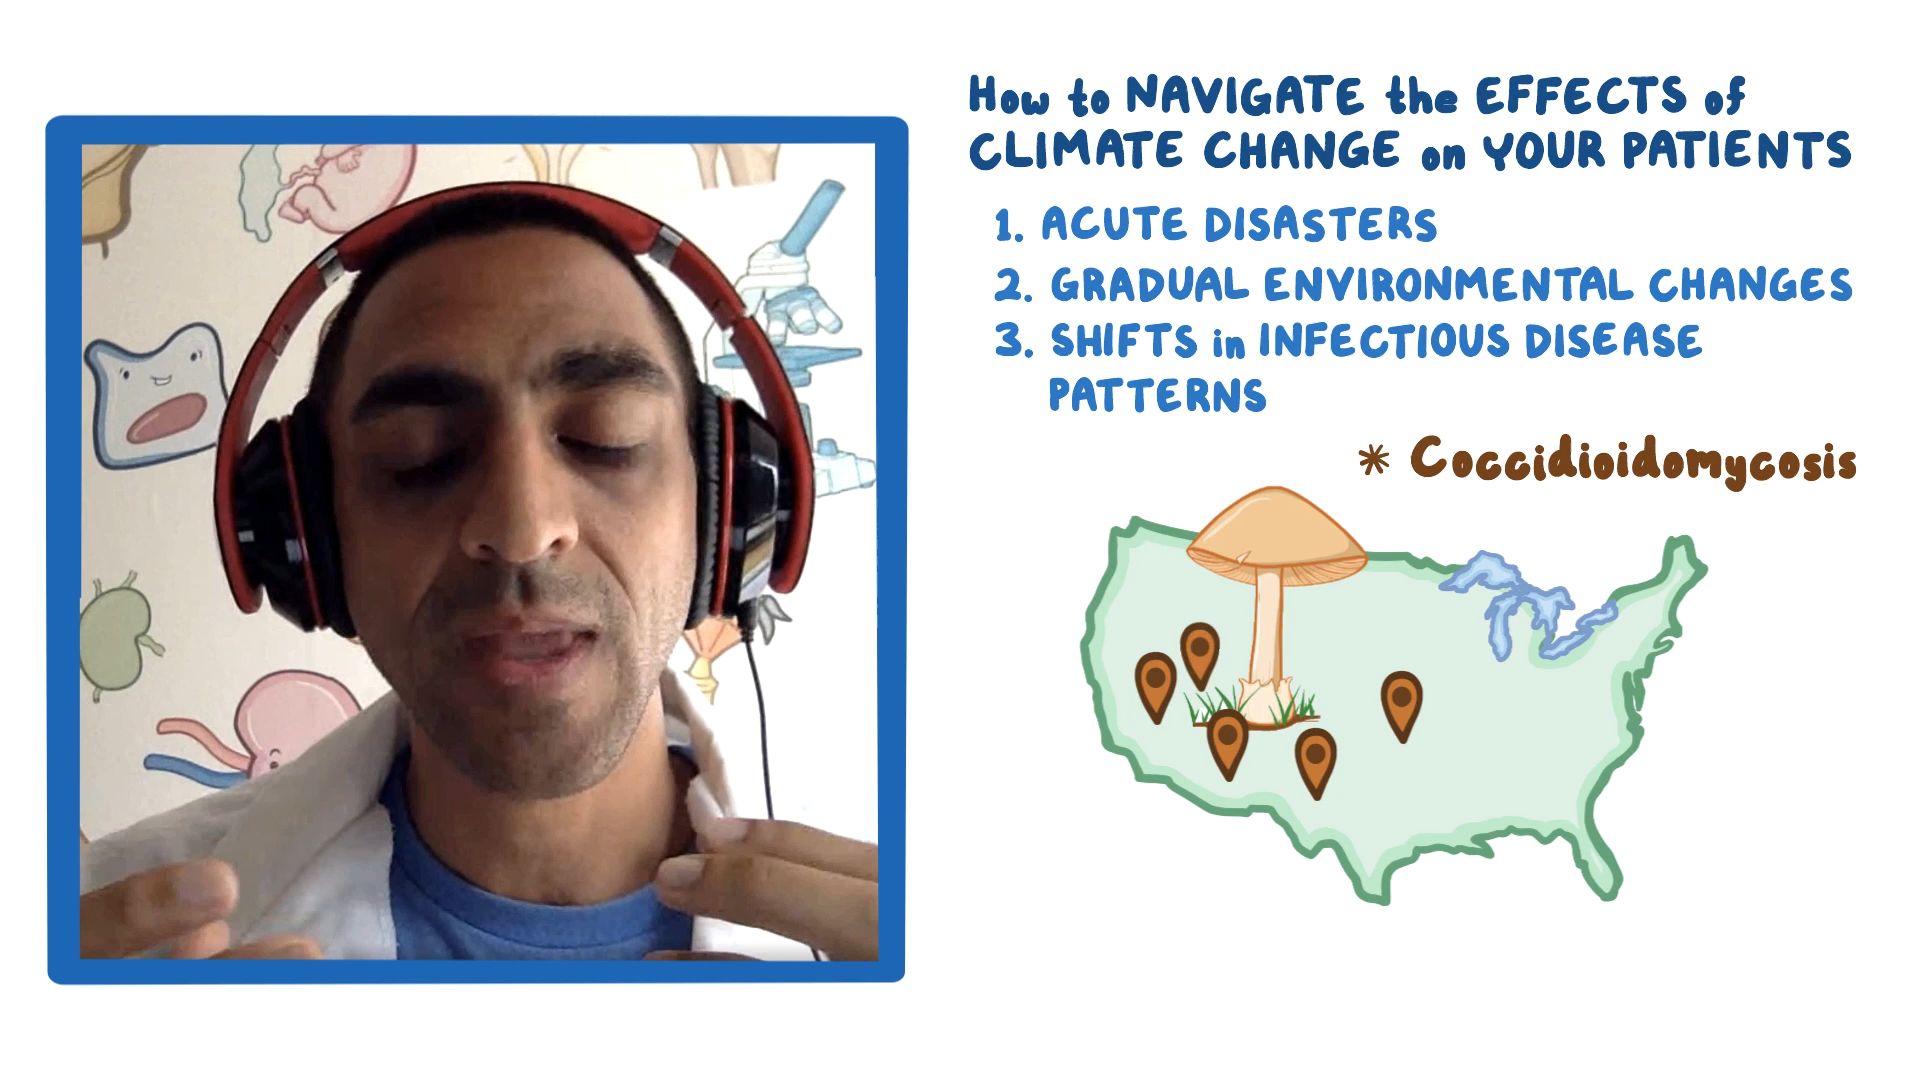 How to NAVIGATE the EFFECTS of
CLIMATE CHANGE on YOUR PATIENTS
1. ACUTE DISASTERS
2. GRADUAL ENVIRONMENTAL CHANGES
3. SHIFTS in INFECTIOUS DISEASE
PATTERNS
* Coccidioidomycosis